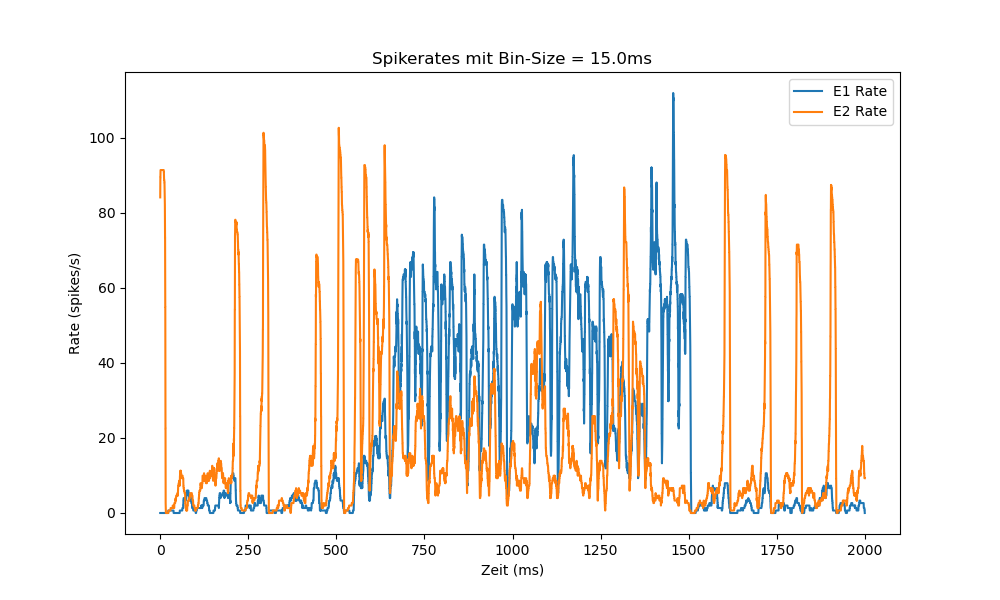 Spikerates mit Bin-Size = 15.0ms
E1 Rate
E2 Rate
Rate (spikes/s)
100
80
60
40
20
0
0 250 500 750 1000 1250 1500 1750 2000
Zeit (ms)